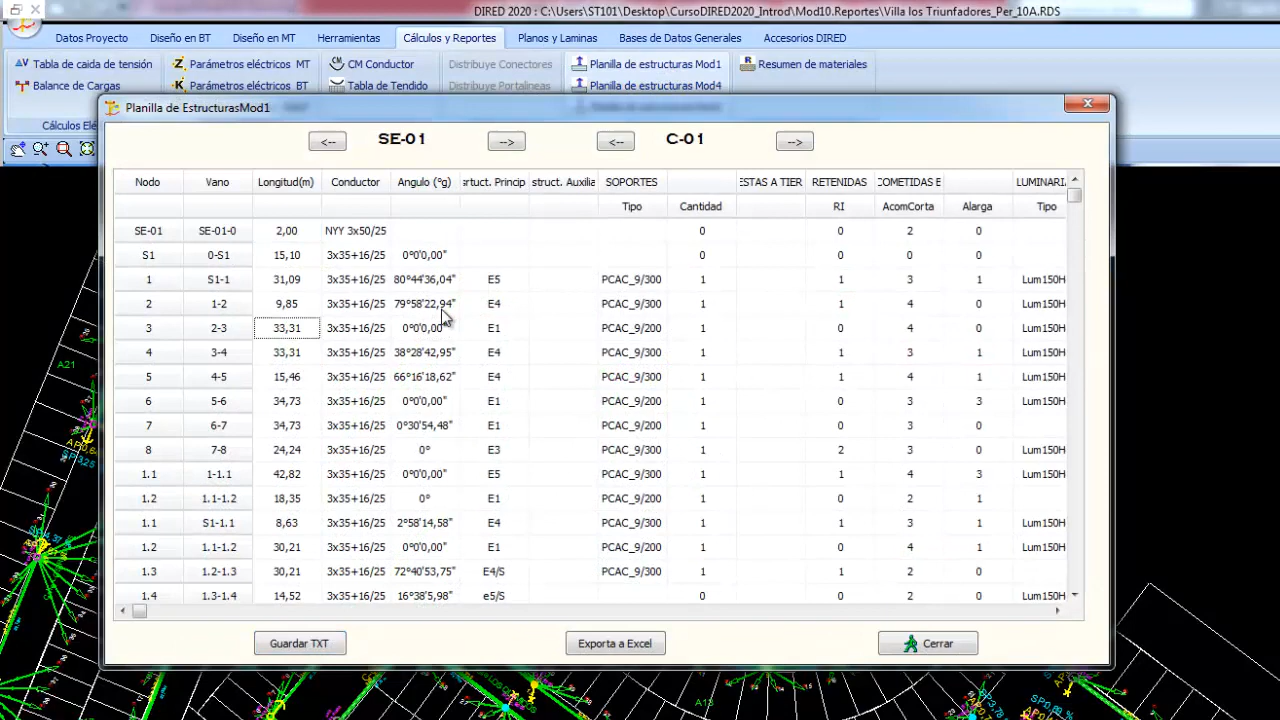 DIRED 2020 : C:\Users\ST101\Desktop\CursoDIRED2020_Introd\Mod10.Reportes\Villa los Triunfadores_Per_10A.RDS
Datos Proyecto Diseño en BT Diseño en MT Herramientas Cálculos y Reportes Planos y Laminas Bases de Datos Generales Accesorios DIRED
Tabla de caida de tensión Parámetros eléctricos MT CM Conductor Distribuye Conectores Planilla de estructuras Mod1 Resumen de materiales
Balance de Cargas Parámetros eléctricos BT Tabla de Tendido Distribuye Portalineas Planilla de estructuras Mod4
Cálculos Elé
Planilla de EstructurasMod1
<-- SE-01 --> <-- C-01 -->
Nodo Vano Longitud(m) Conductor Angulo (ºg) truct. Princip struct. Auxilia SOPORTES ESTAS A TIER RETENIDAS COMETIDAS E LUMINARIA
Tipo Cantidad RI AcomCorta Alarga Tipo
SE-01 SE-01-0 2,00 NYY 3x50/25 0 0 2 0
S1 0-S1 15,10 3x35+16/25 0°0'0,00" 0 0 0 0
1 S1-1 31,09 3x35+16/25 80°44'36,04" E5 PCAC_9/300 1 1 3 1 Lum150H
2 1-2 9,85 3x35+16/25 79°58'22,94" E4 PCAC_9/300 1 1 4 0 Lum150H
3 2-3 33,31 3x35+16/25 0°0'0,00" E1 PCAC_9/200 1 0 4 0
4 3-4 33,31 3x35+16/25 38°28'42,95" E4 PCAC_9/300 1 1 3 1 Lum150H
5 4-5 15,46 3x35+16/25 66°16'18,62" E4 PCAC_9/300 1 1 4 1 Lum150H
6 5-6 34,73 3x35+16/25 0°0'0,00" E1 PCAC_9/200 1 0 3 3 Lum150H
7 6-7 34,73 3x35+16/25 0°30'54,48" E1 PCAC_9/200 1 0 3 0
8 7-8 24,24 3x35+16/25 0° E3 PCAC_9/300 1 2 3 0 Lum150H
1.1 1-1.1 42,82 3x35+16/25 0°0'0,00" E5 PCAC_9/300 1 1 4 3 Lum150H
1.2 1.1-1.2 18,35 3x35+16/25 0° E1 PCAC_9/200 1 0 2 1
1.1 S1-1.1 8,63 3x35+16/25 2°58'14,58" E4 PCAC_9/300 1 1 3 1 Lum150H
1.2 1.1-1.2 30,21 3x35+16/25 0°0'0,00" E1 PCAC_9/200 1 0 4 1 Lum150H
1.3 1.2-1.3 30,21 3x35+16/25 72°40'53,75" E4/S PCAC_9/300 1 1 2 0
1.4 1.3-1.4 14,52 3x35+16/25 16°38'5,98" e5/S 0 0 2 0 Lum150H
Guardar TXT Exporta a Excel Cerrar
A21
A13